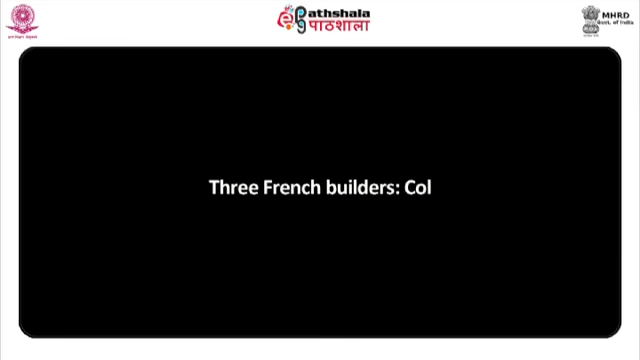 Pathshala
पाठशाला
MHRD
Govt. of India
Three French builders: Col